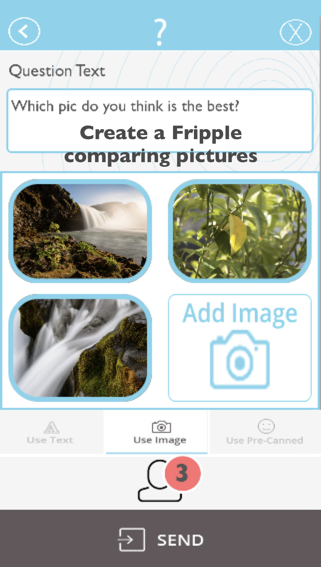 ?
X
Question Text
Which pic do you think is the best?
Create a Fripple
comparing pictures
Add Image
Use Text
Use Image
Use Pre-Canned
3
SEND